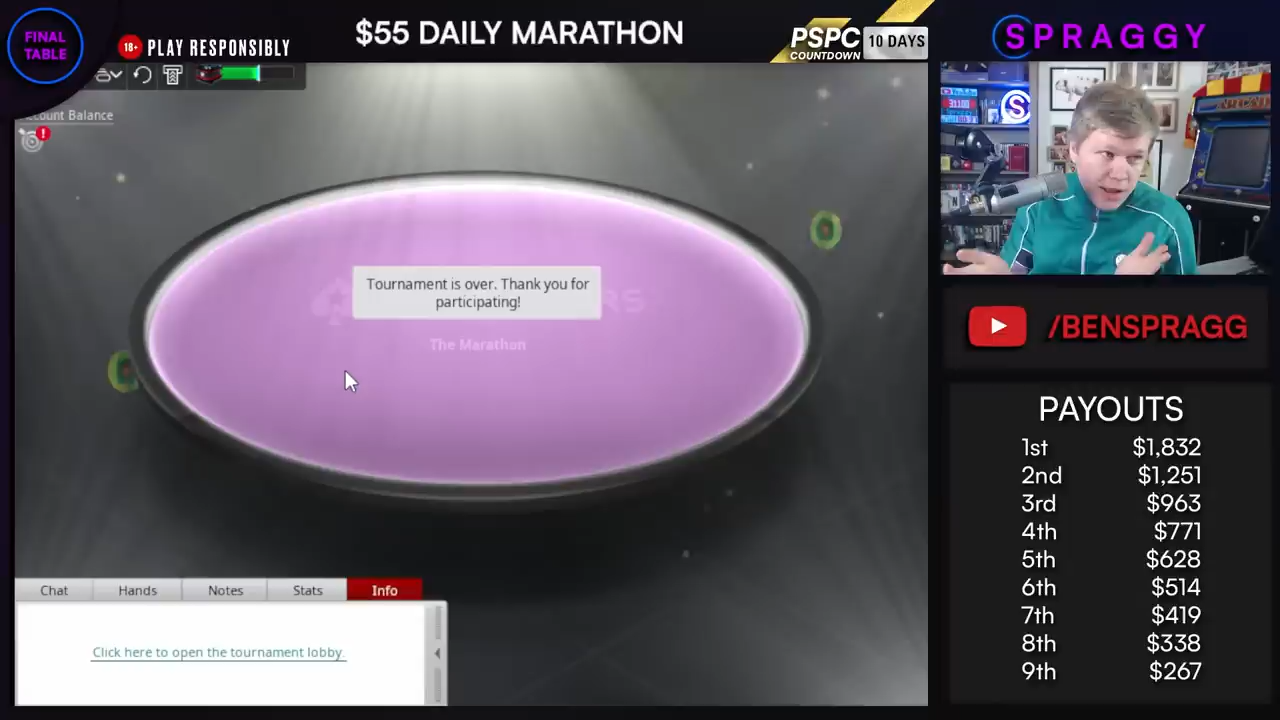 FINAL
TABLE
18+ PLAY RESPONSIBLY
$55 DAILY MARATHON
PSPC
COUNTDOWN
10 DAYS
SPRAGGY
count Balance
Tournament is over. Thank you for
participating!
RS
The Marathon
/BENSPRAGG
PAYOUTS
1st $1,832
2nd $1,251
3rd $963
4th $771
5th $628
6th $514
7th $419
8th $338
9th $267
Chat Hands Notes Stats Info
Click here to open the tournament lobby.